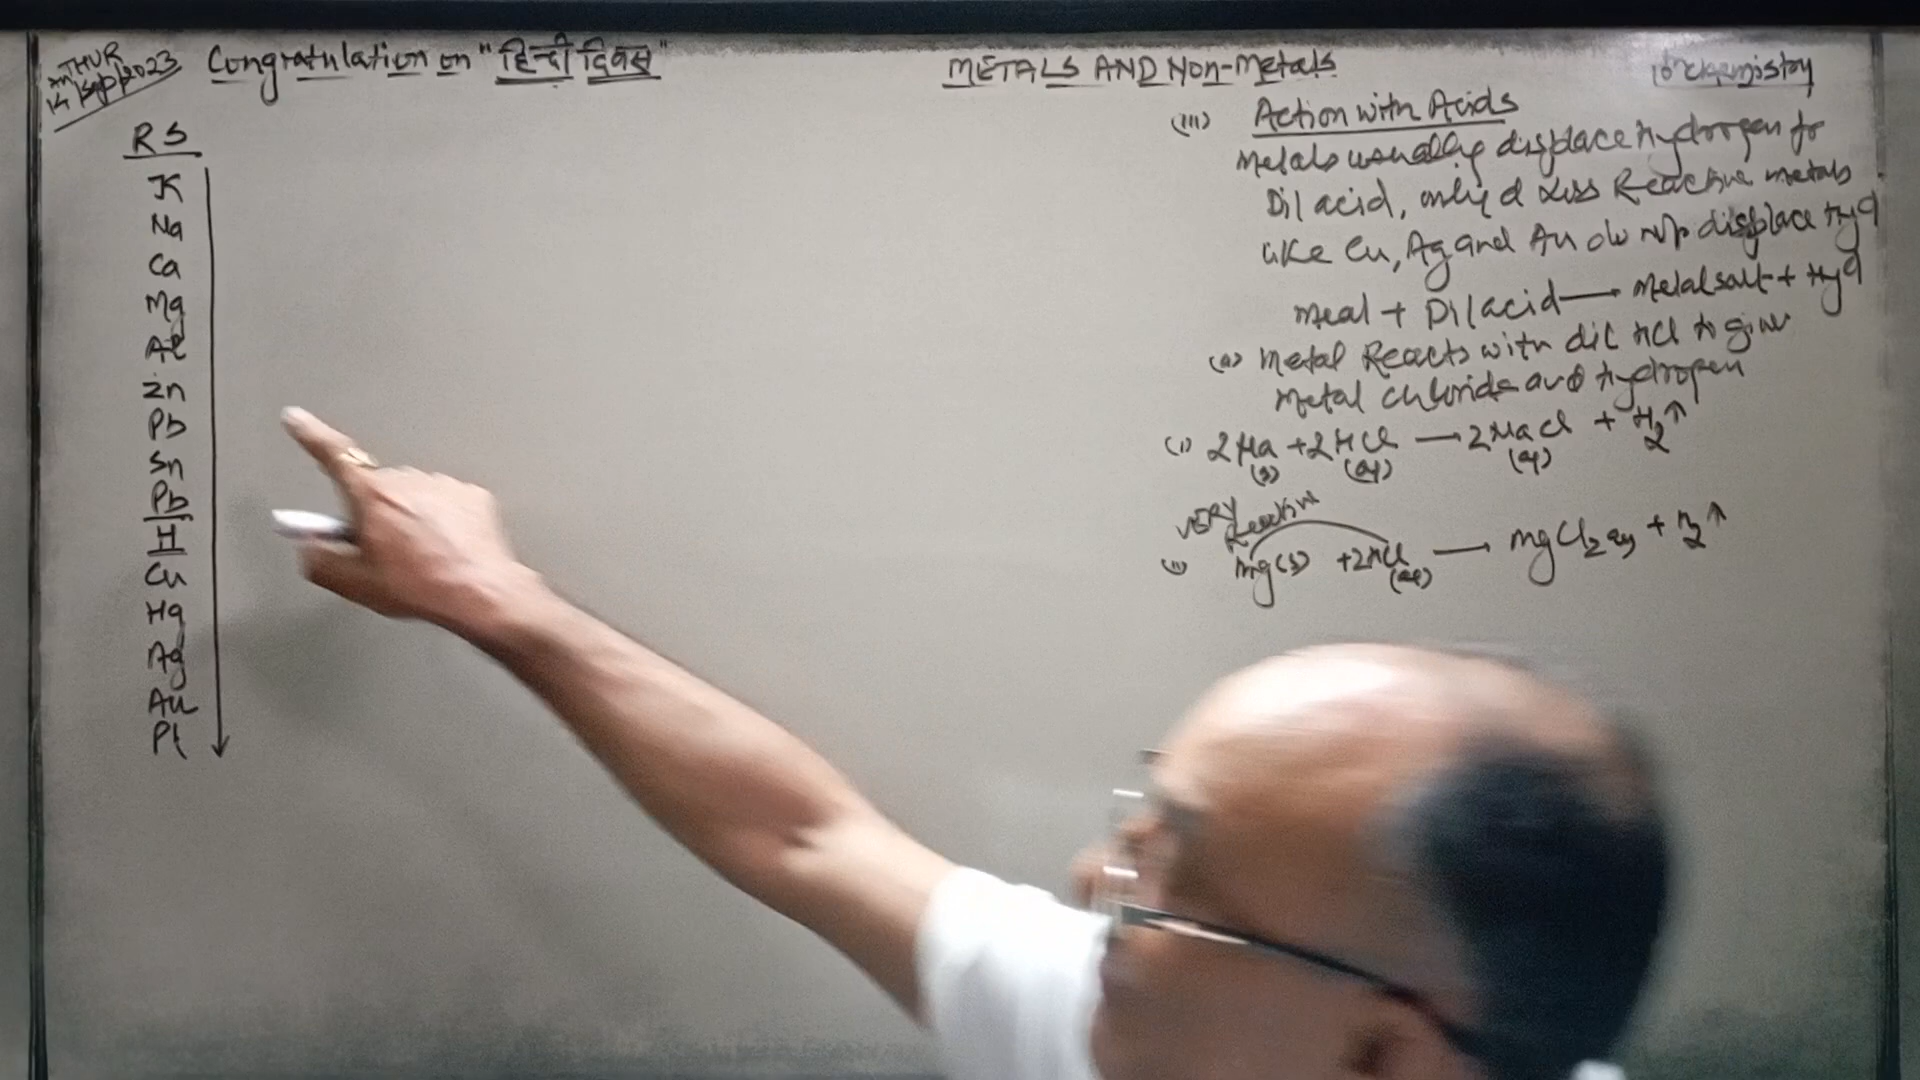 THUR
14 Sep 2023
Congratulation on "हिन्दी दिवस"
METALS AND Non-Metals
10th Chemistry
RS
K
Na
Ca
Mg
Al
Zn
Pb
Sn
Pb
H
Cu
Hg
Ag
Au
Pt
(iii) Action with Acids
Metals usually displace hydrogen fr
Dil acid, only d Less Reactive metals
like Cu, Ag and Au do not displace Hyd
Meal + Dil acid → Metal salt + Hyd
(a) Metal Reacts with dil HCl to give
Metal Chloride and hydrogen
(i) 2Na + 2HCl → 2NaCl + H2↑
(s) (aq) (aq)
VERY
Reactive
(ii) Mg(s) + 2HCl → MgCl2 aq + H2↑
(aq)